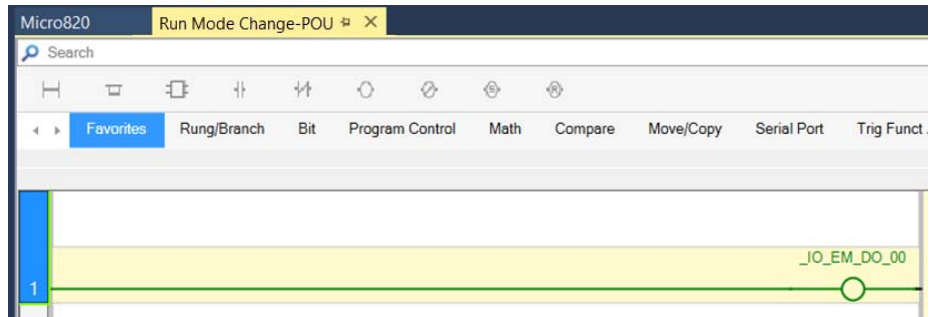 Micro820 Run Mode Change-POU
Search
Favorites Rung/Branch Bit Program Control Math Compare Move/Copy Serial Port Trig Funct
_IO_EM_DO_00
1